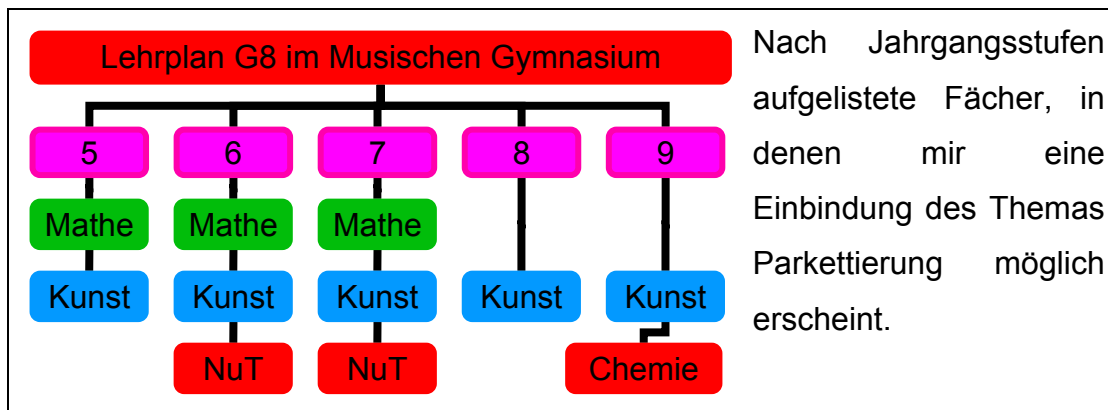 Lehrplan G8 im Musischen Gymnasium
5 6 7 8 9
Mathe Mathe Mathe
Kunst Kunst Kunst Kunst Kunst
NuT NuT Chemie
Nach Jahrgangsstufen
aufgelistete Fächer, in
denen mir eine
Einbindung des Themas
Parkettierung möglich
erscheint.